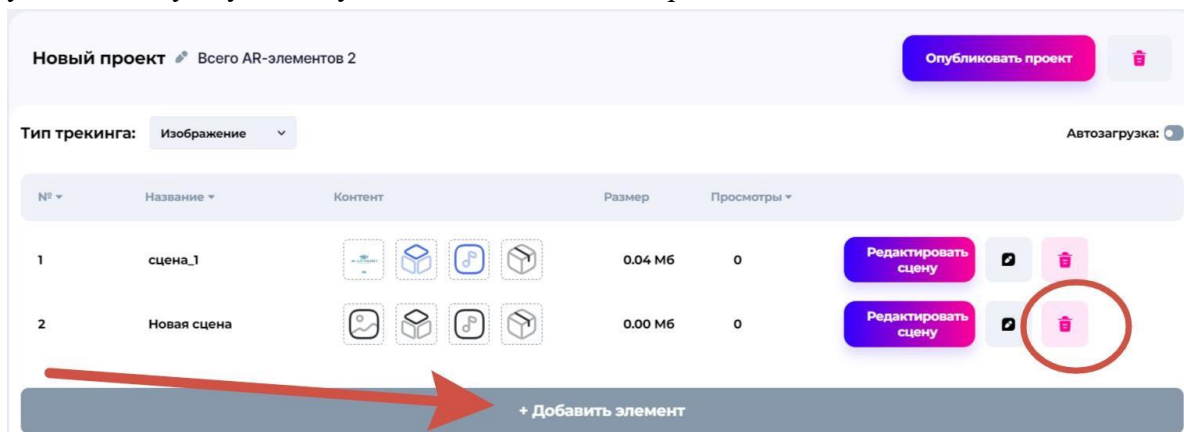 Новый проект Всего AR-элементов 2 Опубликовать проект
Тип трекинга: Изображение Автозагрузка:
№ Название Контент Размер Просмотры
1 сцена_1 0.04 Мб 0 Редактировать сцену
2 Новая сцена 0.00 Мб 0 Редактировать сцену
+ Добавить элемент